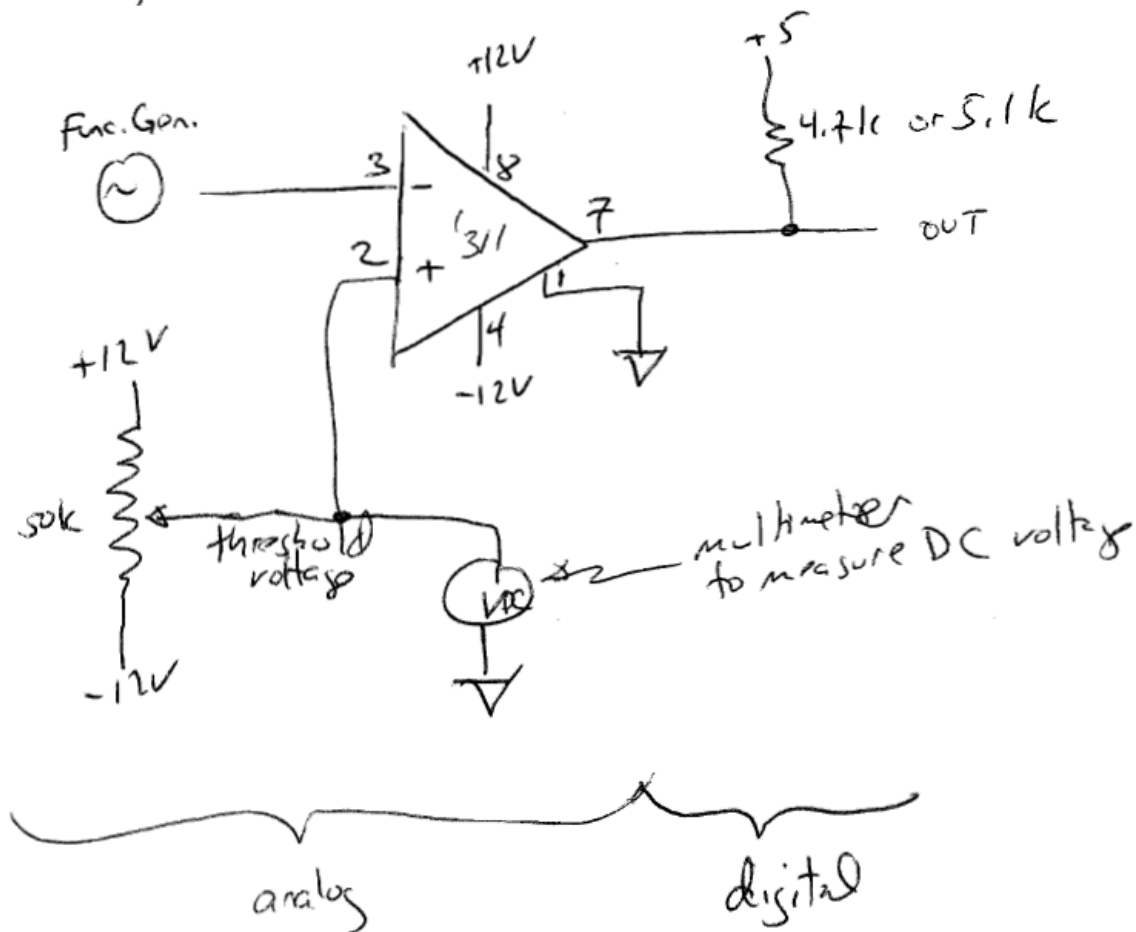 +5
+12V
Func. Gen.
4.7k or 5.1k
~
3
-
8
7
OUT
'311
2
+
1
4
-12V
+12V
50k
threshold
voltage
VDC
multimeter
to measure DC voltage
-12V
analog
digital